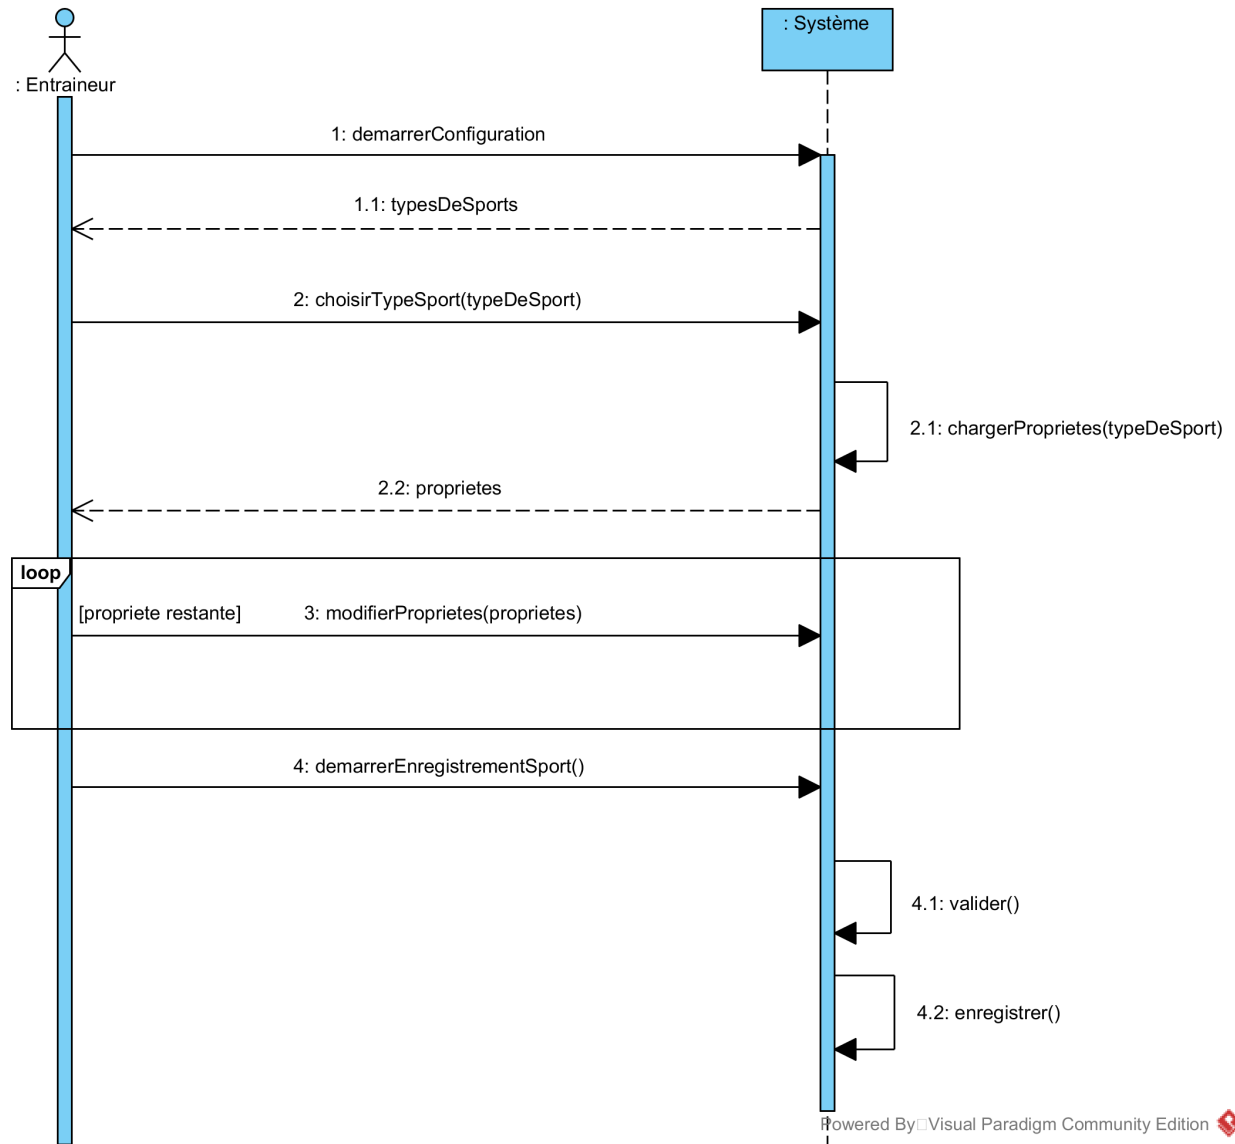 : Entraineur
: Système
1: demarrerConfiguration
1.1: typesDeSports
2: choisirTypeSport(typeDeSport)
2.1: chargerProprietes(typeDeSport)
2.2: proprietes
loop
[propriete restante]
3: modifierProprietes(proprietes)
4: demarrerEnregistrementSport()
4.1: valider()
4.2: enregistrer()
Powered By Visual Paradigm Community Edition